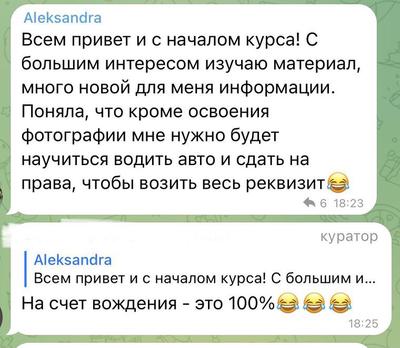 Aleksandra
Всем привет и с началом курса! С
большим интересом изучаю материал,
много новой для меня информации.
Поняла, что кроме освоения
фотографии мне нужно будет
научиться водить авто и сдать на
права, чтобы возить весь реквизит😂
6 18:23
куратор
Aleksandra
Всем привет и с началом курса! С большим и...
На счет вождения - это 100%😂😂😂
18:25